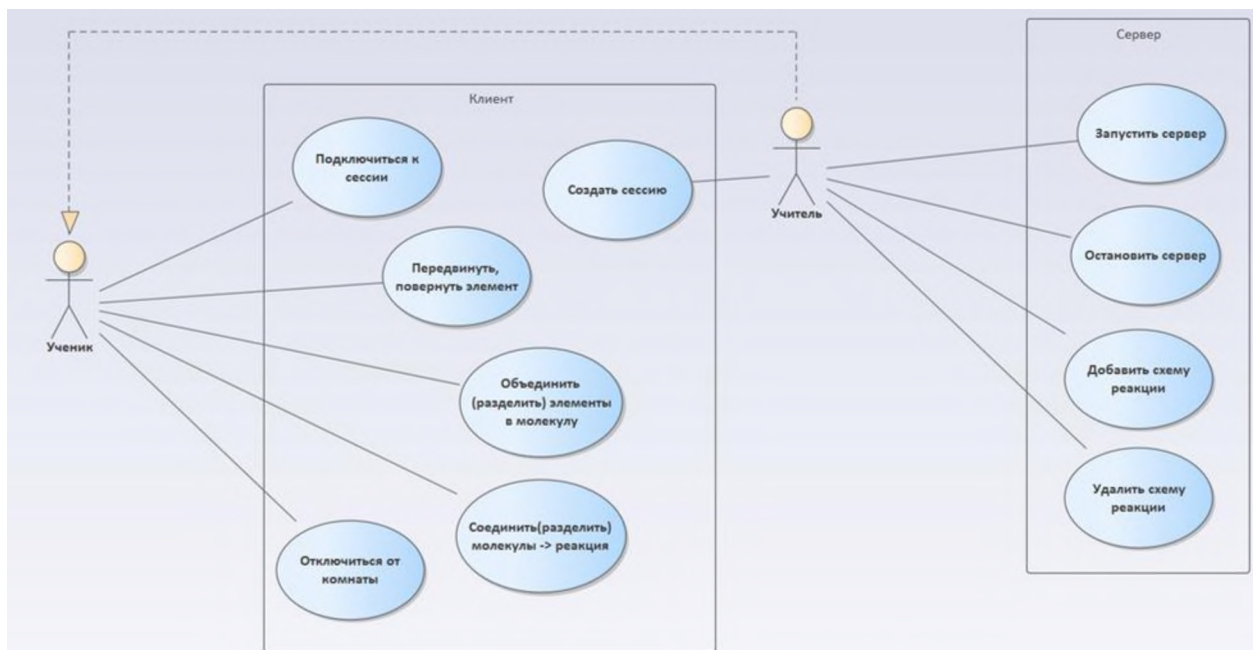 Сервер
Клиент
Подключиться к
сессии
Создать сессию
Учитель
Запустить сервер
Остановить сервер
Передвинуть,
повернуть элемент
Ученик
Объединить
(разделить) элементы
в молекулу
Добавить схему
реакции
Соединить(разделить)
молекулы -> реакция
Удалить схему
реакции
Отключиться от
комнаты